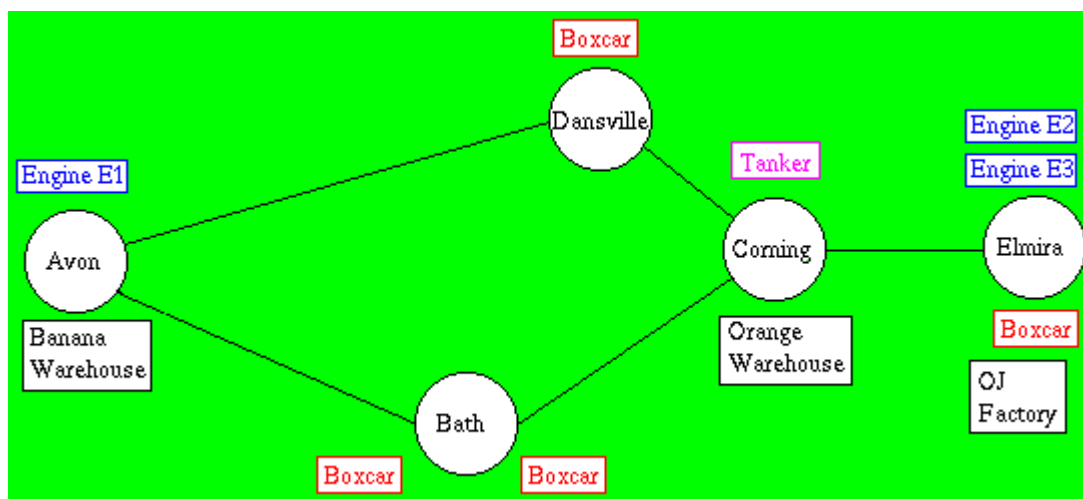 Boxcar
Dansville
Engine E2
Tanker
Engine E3
Engine E1
Avon
Corning
Elmira
Banana
Warehouse
Orange
Warehouse
Boxcar
OJ
Factory
Bath
Boxcar
Boxcar